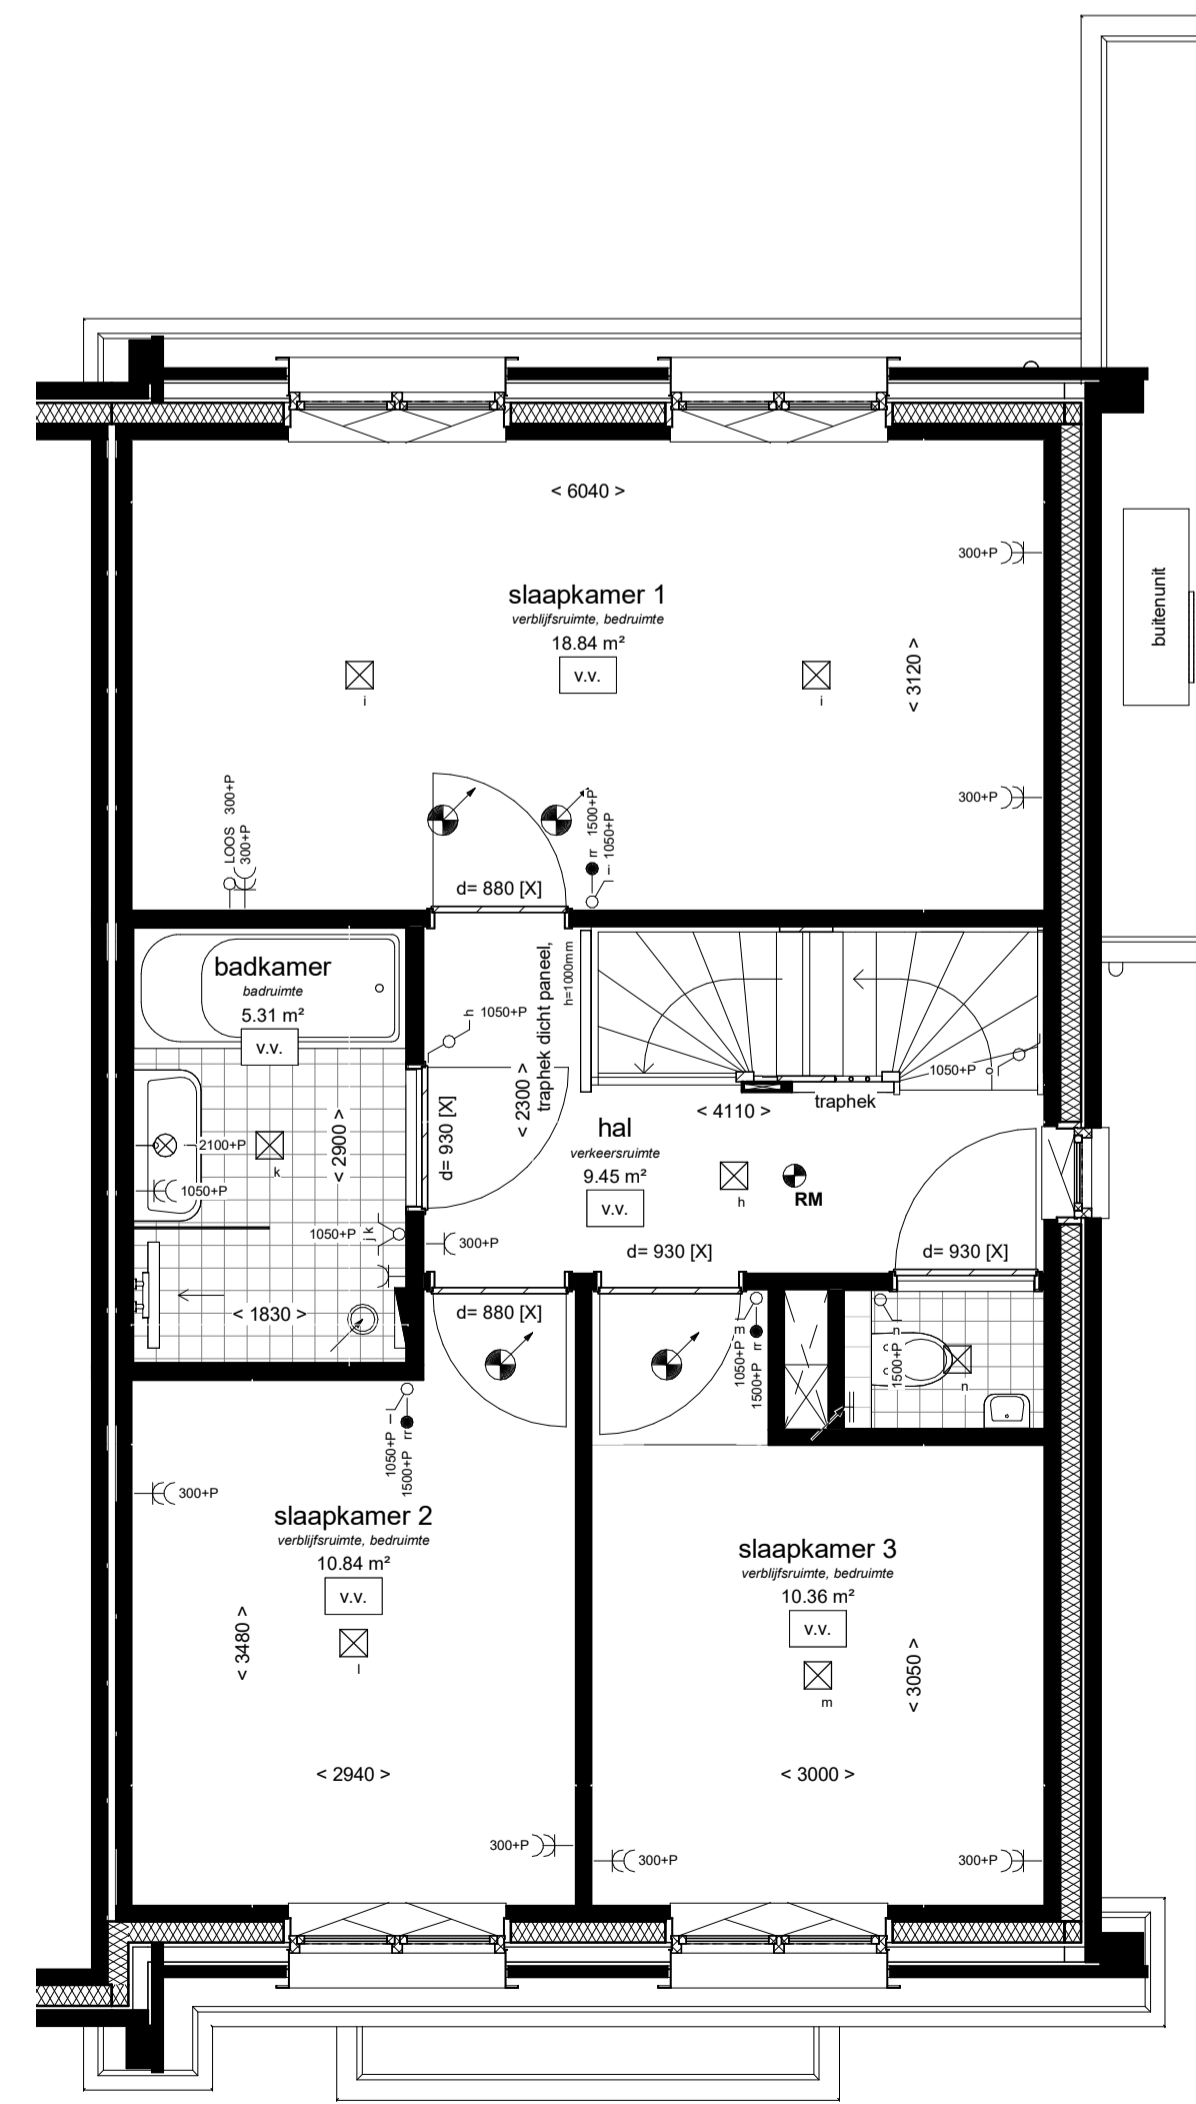 < 6040 >
300+P
slaapkamer 1
verblijfsruimte, bedruimte
18.84 m²
v.v.
buitenunit
< 3120 >
i
i
300+P
LOOS 300+P
300+P
rr 1500+P
i 1050+P
d= 880 [X]
badkamer
badruimte
5.31 m²
v.v.
h 1050+P
traphek dicht paneel,
h=1000mm
1050+P
traphek
< 2300 >
< 4110 >
hal
verkeersruimte
9.45 m²
v.v.
h
RM
d= 930 [X]
2100+P
k
< 2900 >
1050+P
1050+P
j k
300+P
d= 930 [X]
d= 930 [X]
< 1830 >
d= 880 [X]
1050+P m
1500+P rr
n
1500+P
n
1050+P l
1500+P rr
300+P
slaapkamer 2
verblijfsruimte, bedruimte
10.84 m²
v.v.
l
slaapkamer 3
verblijfsruimte, bedruimte
10.36 m²
v.v.
m
< 3480 >
< 3050 >
< 2940 >
< 3000 >
300+P
300+P
300+P